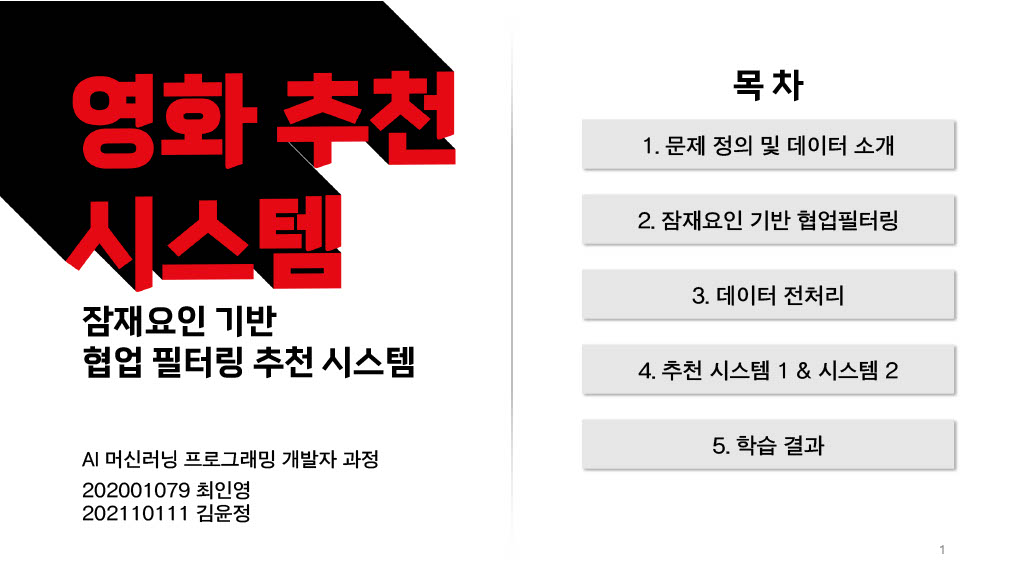 영화 추천
시스템
잠재요인 기반
협업 필터링 추천 시스템
AI 머신러닝 프로그래밍 개발자 과정
202001079 최인영
202110111 김윤정
목 차
1. 문제 정의 및 데이터 소개
2. 잠재요인 기반 협업필터링
3. 데이터 전처리
4. 추천 시스템 1 & 시스템 2
5. 학습 결과
1